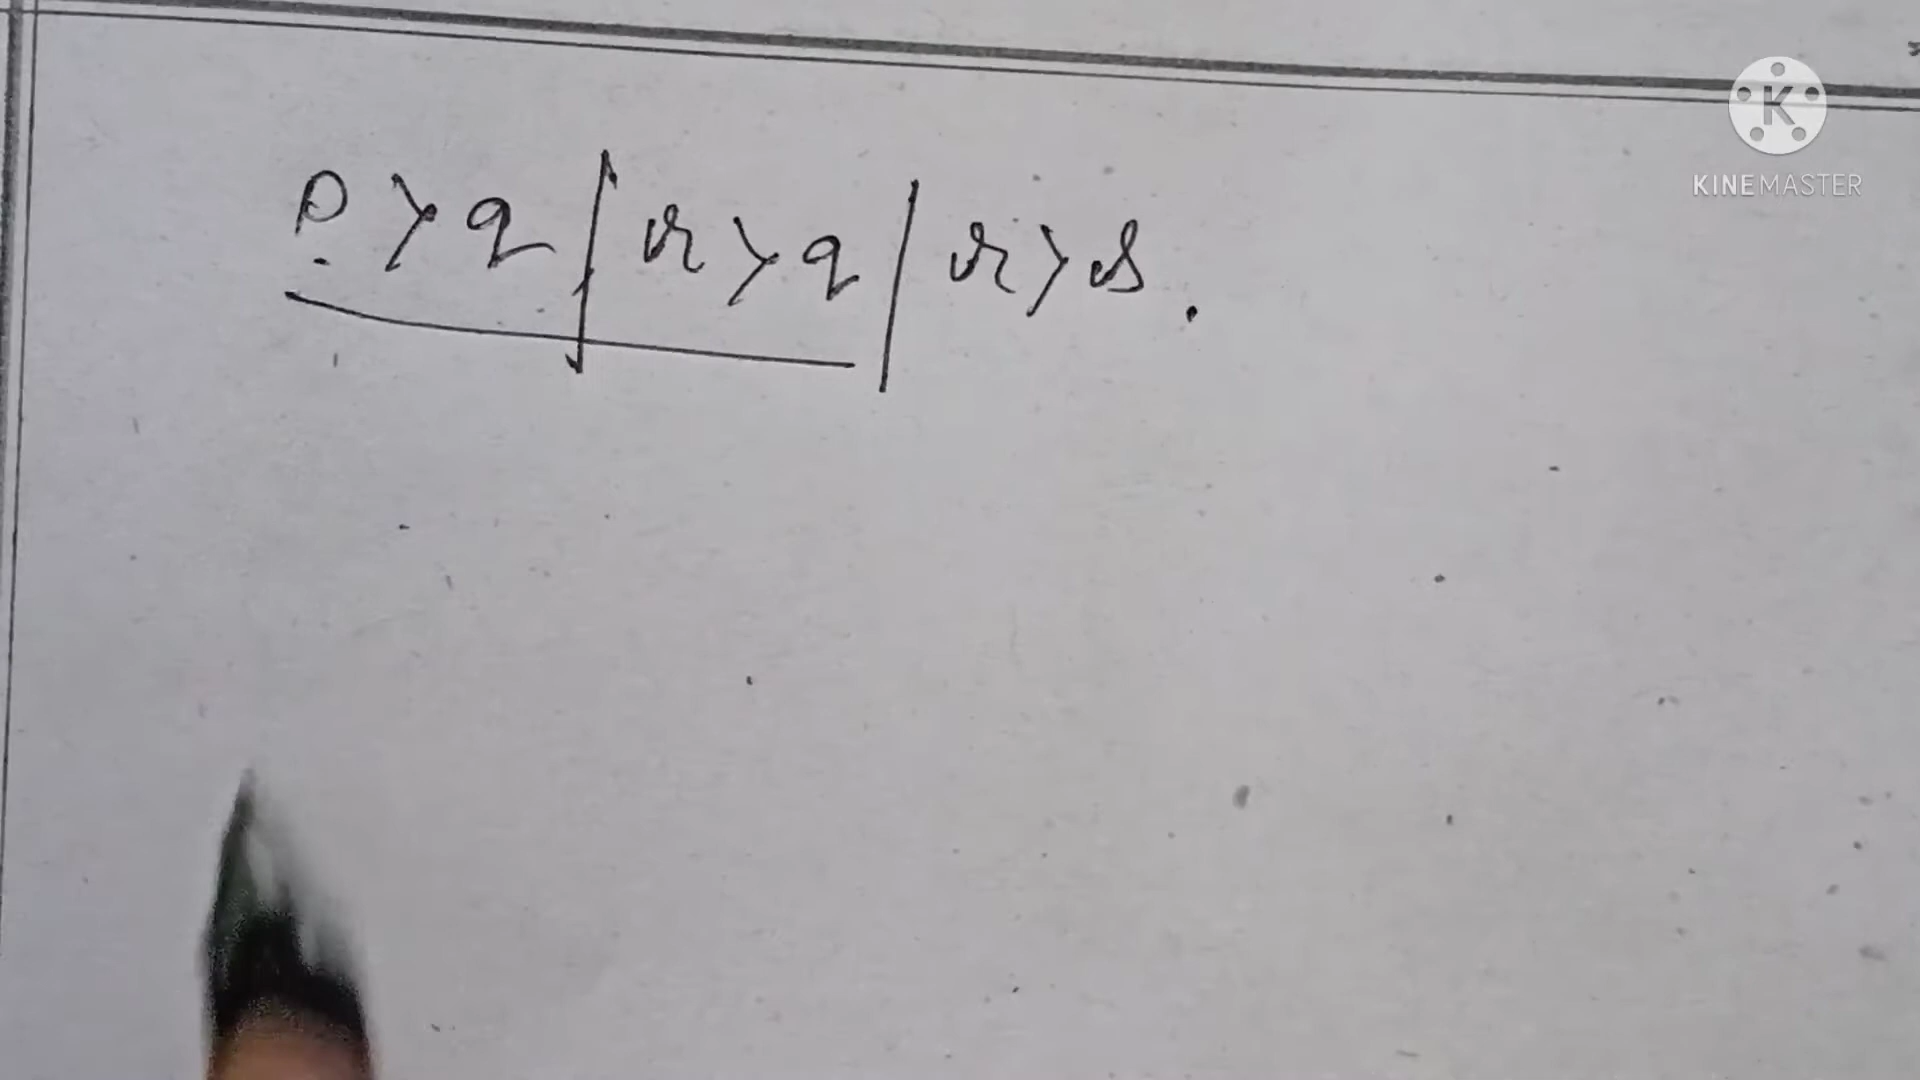 p > q | r > q | r > s.
KINEMASTER